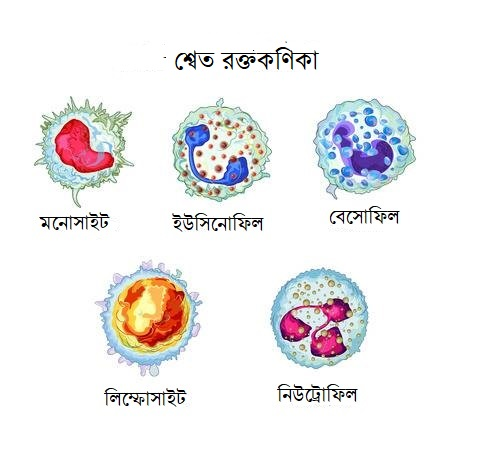 শ্বেত রক্তকণিকা
মনোসাইট
ইউসিনোফিল
বেসোফিল
লিম্ফোসাইট
নিউট্রোফিল